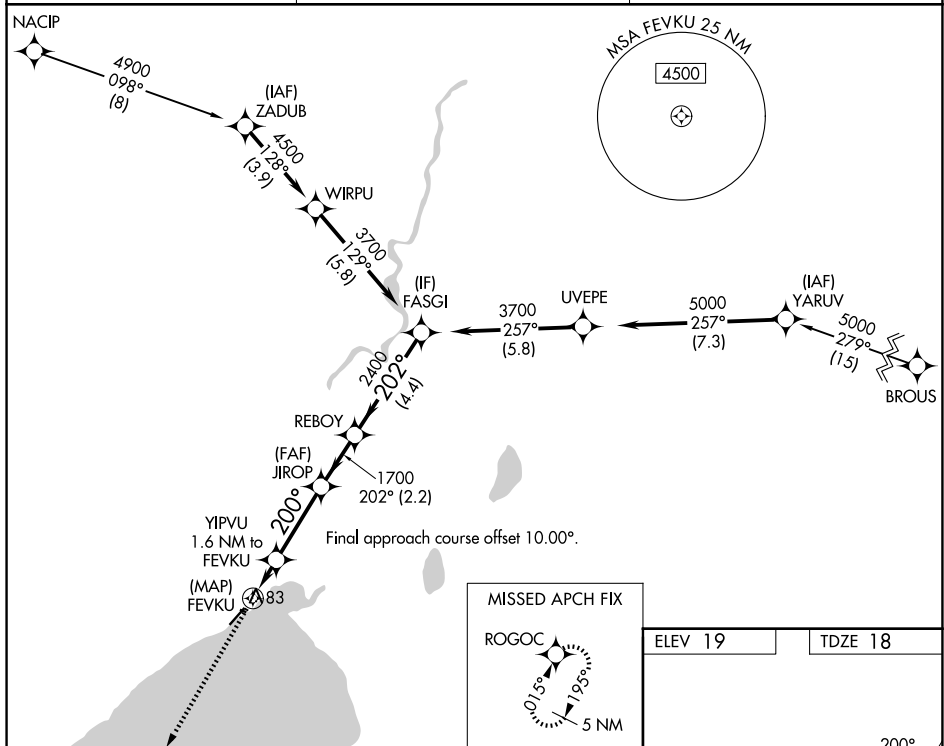 NACIP
4900
098°
(8)
(IAF)
ZADUB
4500
128°
(3.9)
WIRPU
3700
129°
(5.8)
(IF)
FASGI
3700
257°
(5.8)
UVEPE
5000
257°
(7.3)
(IAF)
YARUV
5000
279°
(15)
BROUS
MSA FEVKU 25 NM
4500
2400
202°
(4.4)
REBOY
(FAF)
JIROP
1700
202° (2.2)
200°
YIPVU
1.6 NM to
FEVKU
Final approach course offset 10.00°.
(MAP)
FEVKU
83
MISSED APCH FIX
ROGOC
015°
195°
5 NM
ELEV 19
TDZE 18
200°